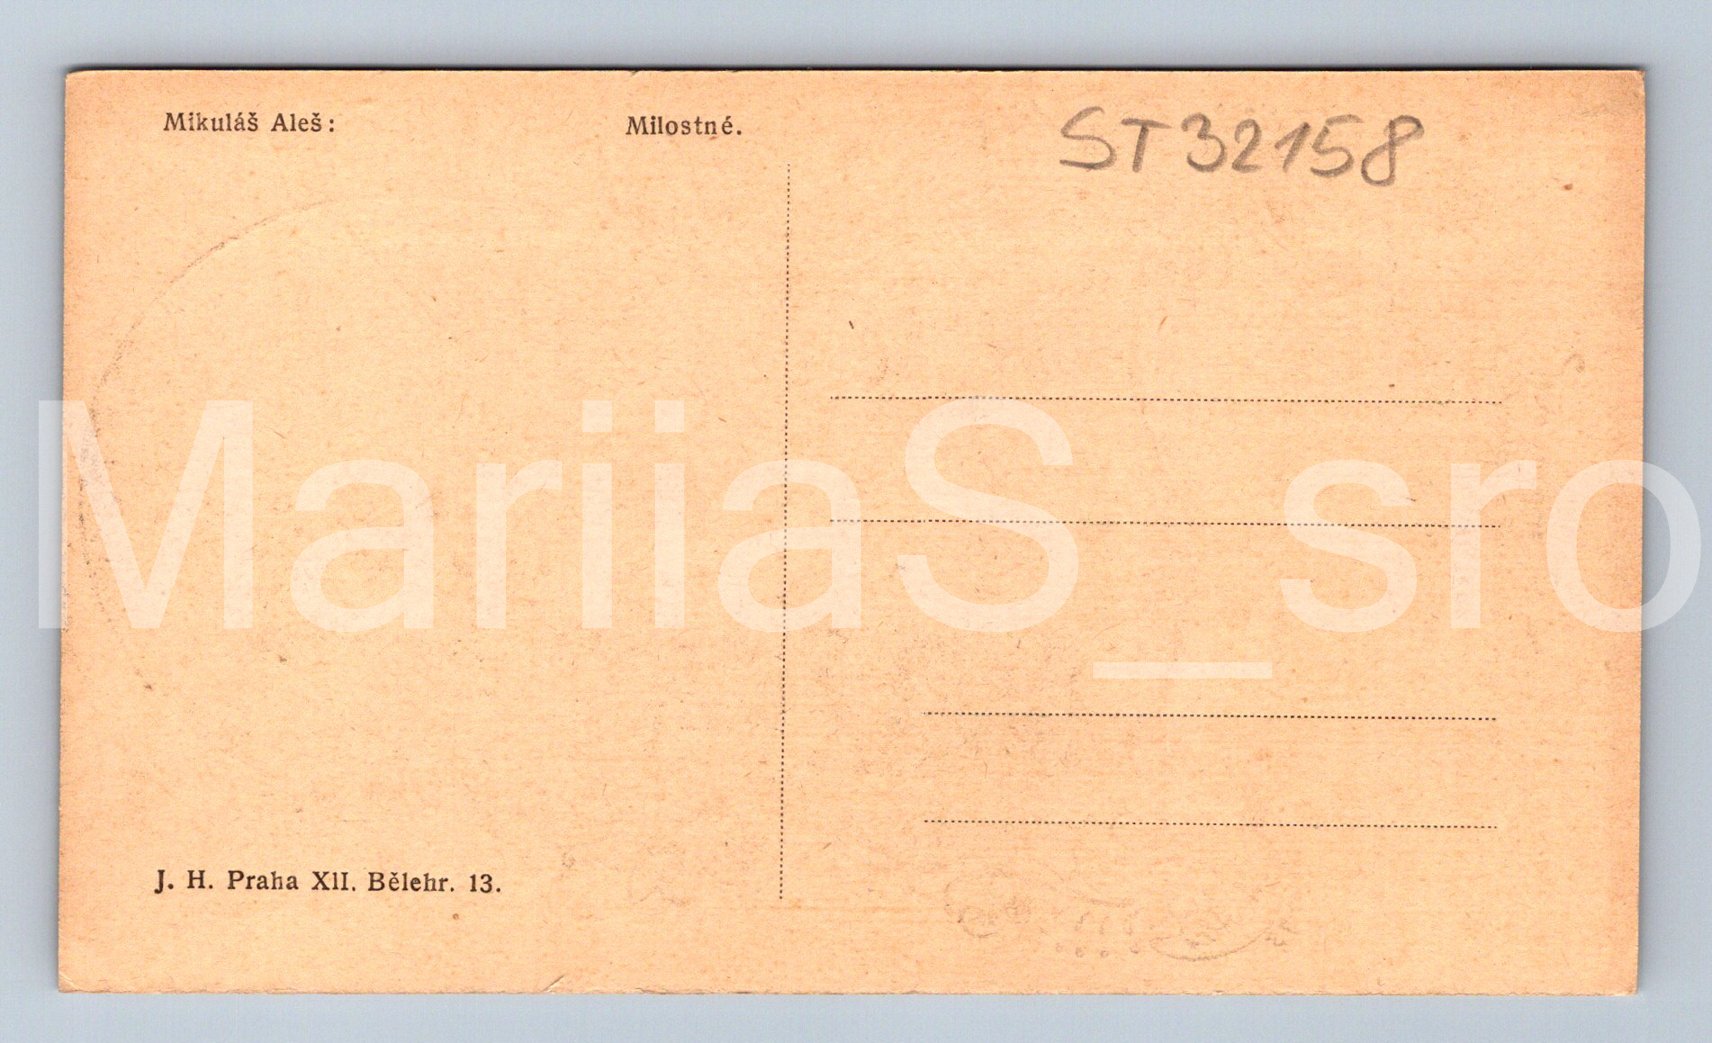 Mikuláš Aleš: Milostné.
ST32158
MariiaS_sro
J. H. Praha XII. Bělehr. 13.